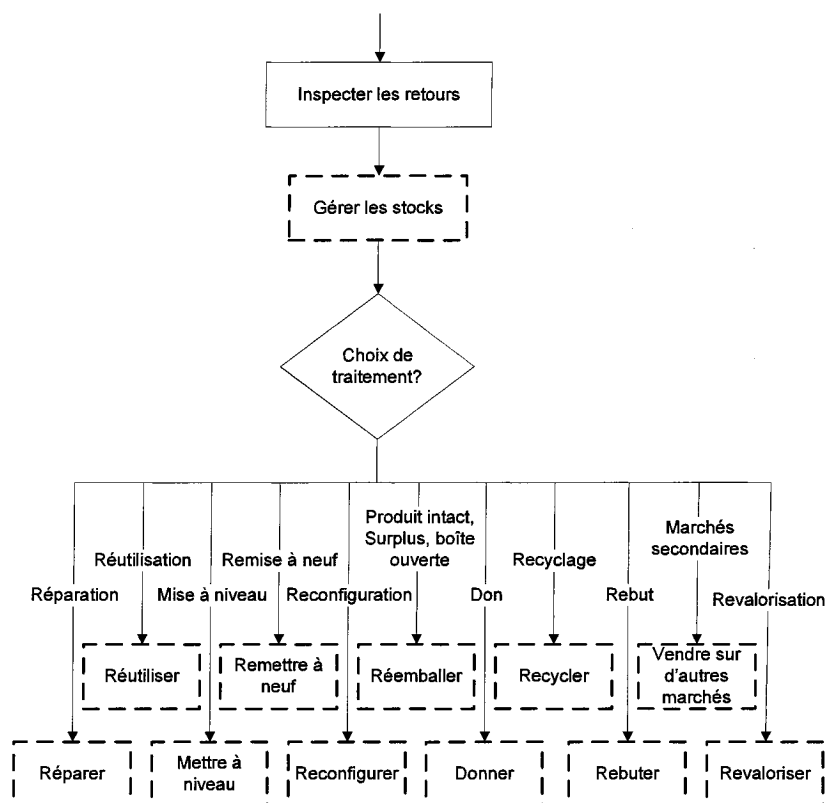 Inspecter les retours
Gérer les stocks
Choix de
traitement?
Produit intact,
Surplus, boîte
ouverte
Marchés
secondaires
Réutilisation
Remise à neuf
Recyclage
Réparation
Mise à niveau
Reconfiguration
Don
Rebut
Revalorisation
Réutiliser
Remettre à
neuf
Réemballer
Recycler
Vendre sur
d'autres
marchés
Réparer
Mettre à
niveau
Reconfigurer
Donner
Rebuter
Revaloriser